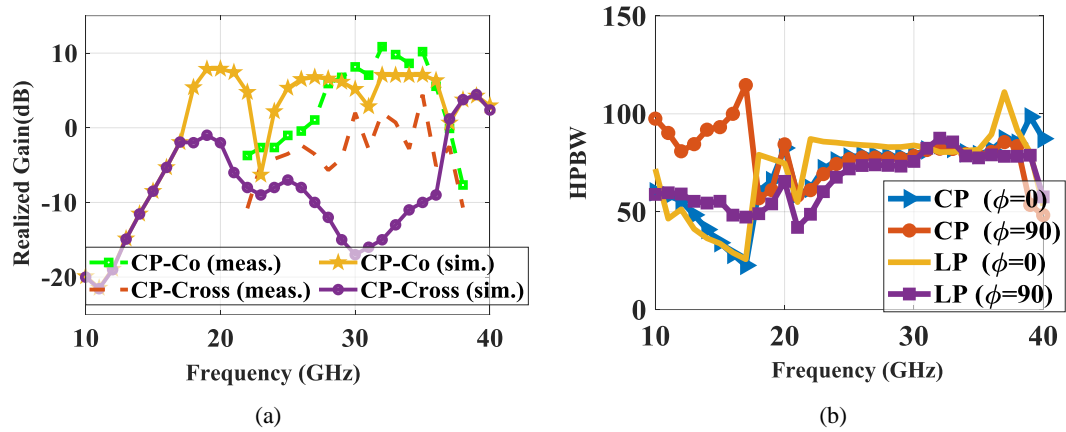 10
0
-10
-20
Realized Gain(dB)
CP-Co (meas.)
CP-Co (sim.)
CP-Cross (meas.)
CP-Cross (sim.)
10
20
30
40
Frequency (GHz)
(a)
150
100
50
0
HPBW
CP (ϕ=0)
CP (ϕ=90)
LP (ϕ=0)
LP (ϕ=90)
10
20
30
40
Frequency (GHz)
(b)